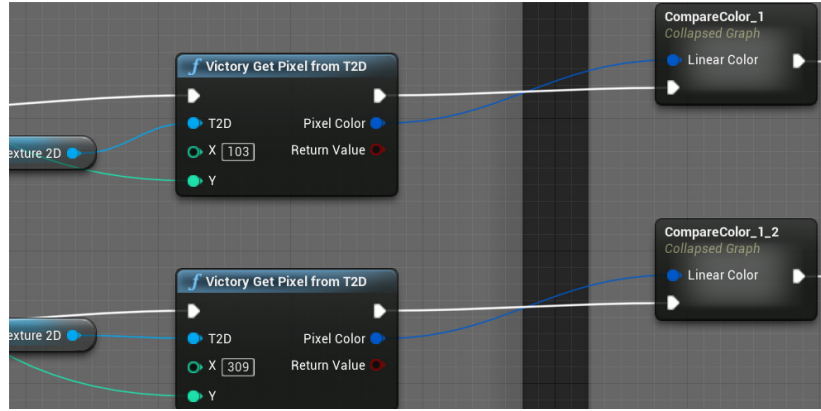 CompareColor_1
Collapsed Graph
Linear Color
f Victory Get Pixel from T2D
T2D Pixel Color
X 103 Return Value
Y
exture 2D
CompareColor_1_2
Collapsed Graph
Linear Color
f Victory Get Pixel from T2D
T2D Pixel Color
X 309 Return Value
Y
exture 2D